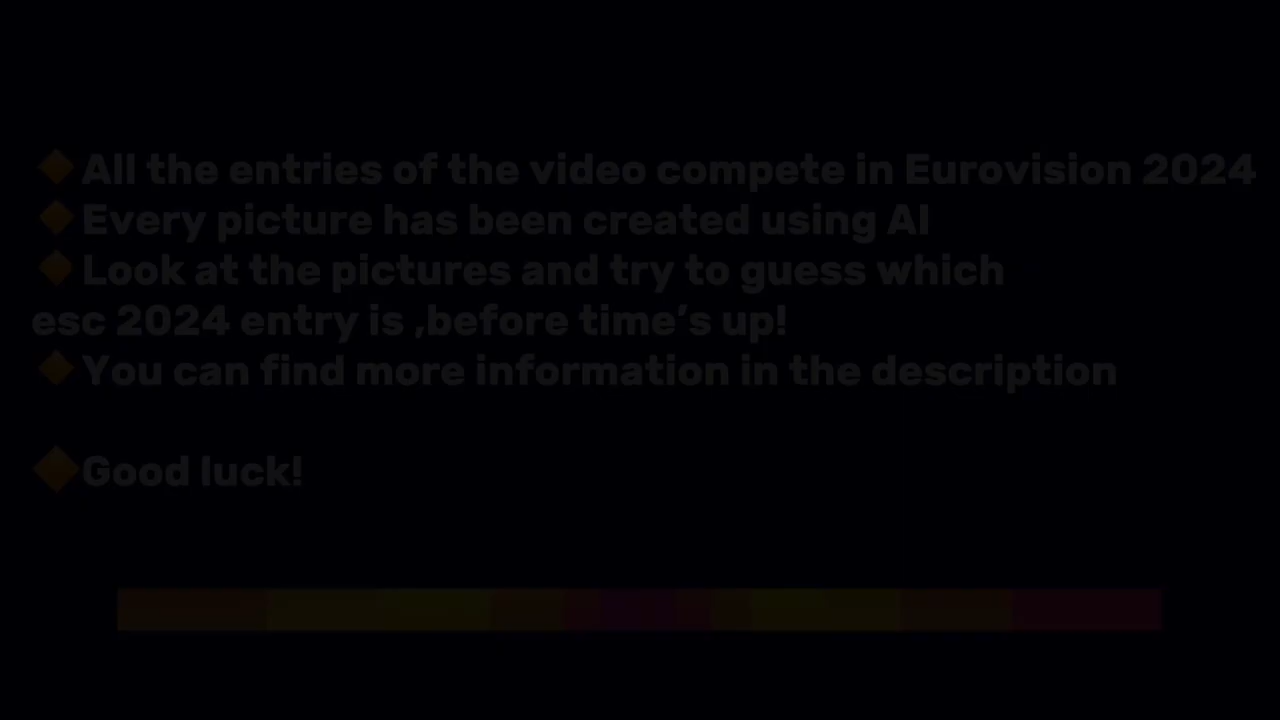 🔸All the entries of the video compete in Eurovision 2024
🔸Every picture has been created using AI
🔸Look at the pictures and try to guess which
esc 2024 entry is ,before time’s up!
🔸You can find more information in the description
🔶Good luck!